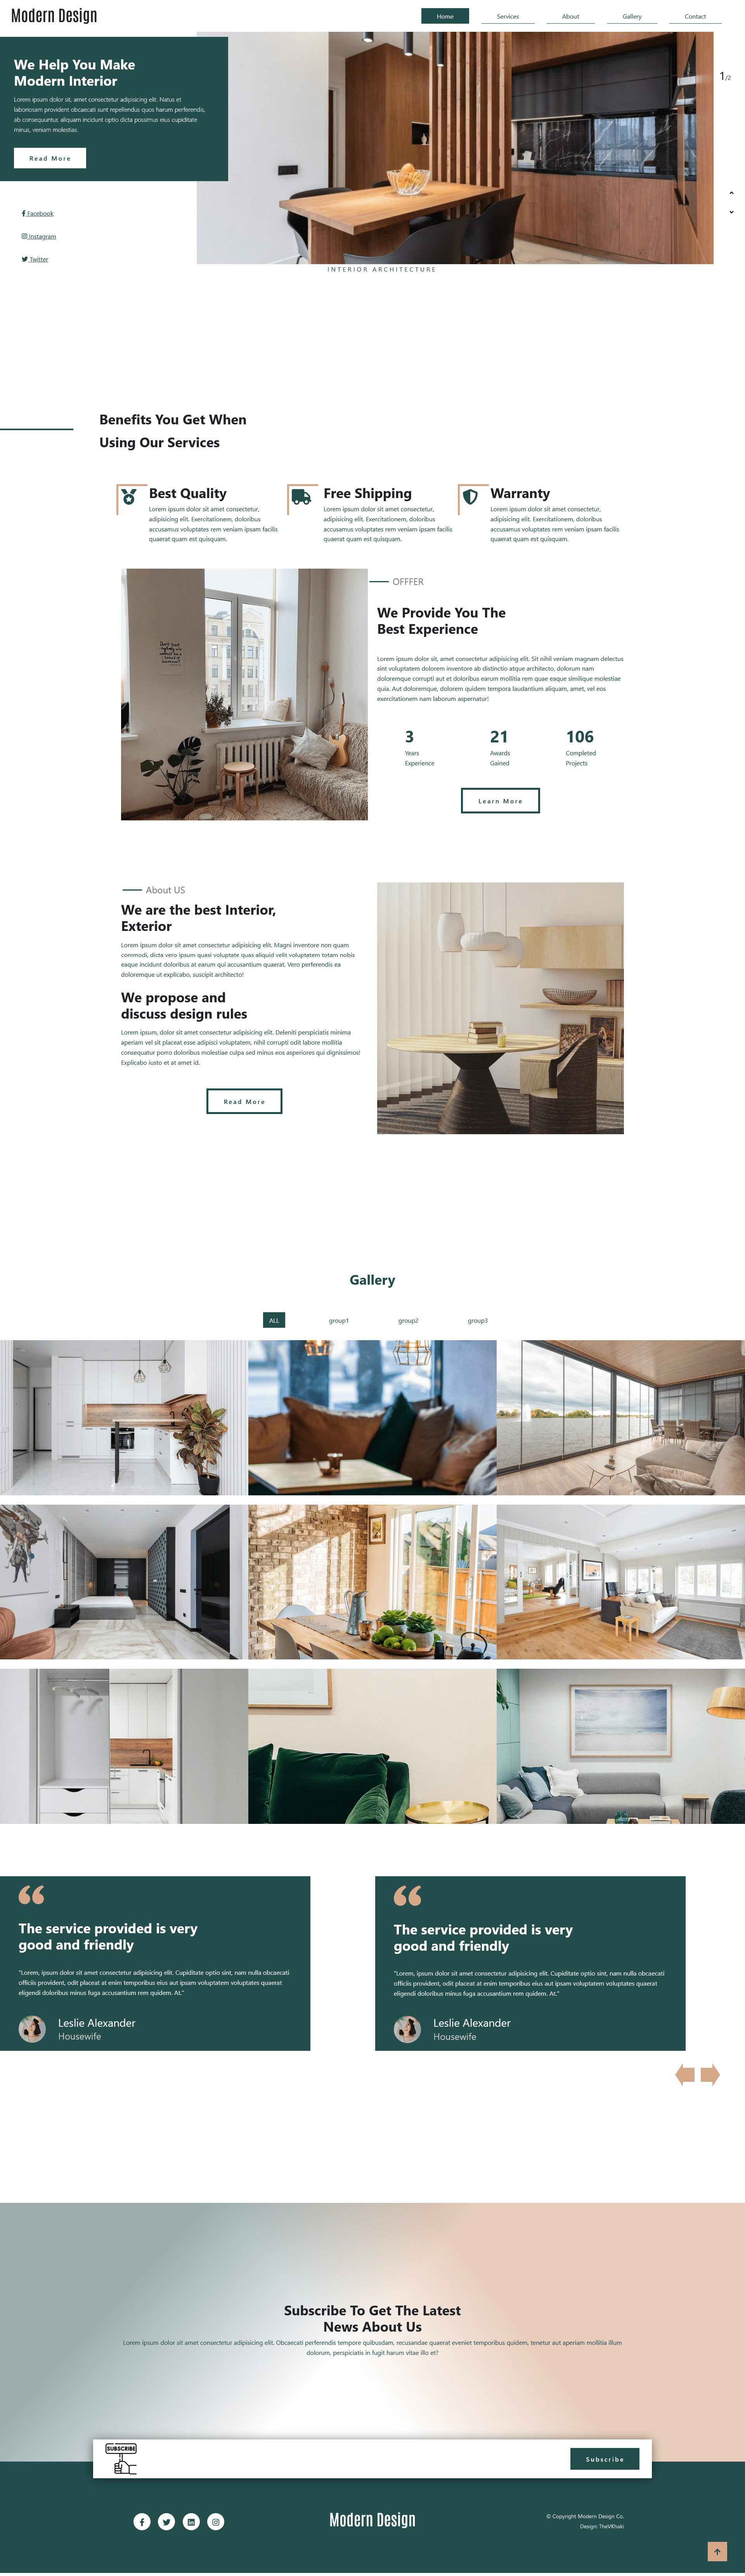 Modern Design
Home
Services
About
Gallery
Contact
We Help You Make
Modern Interior
Lorem ipsum dolor sit, amet consectetur adipisicing elit. Natus et
laboriosam provident obcaecati sunt repellendus quos harum perferendis,
ab consequuntur, aliquam incidunt optio dicta possimus eius cupiditate
minus, veniam molestias.
Read More
1/2
Facebook
Instagram
Twitter
INTERIOR ARCHITECTURE
Benefits You Get When
Using Our Services
Best Quality
Lorem ipsum dolor sit amet consectetur,
adipisicing elit. Exercitationem, doloribus
accusamus voluptates rem veniam ipsam facilis
quaerat quam est quisquam.
Free Shipping
Lorem ipsum dolor sit amet consectetur,
adipisicing elit. Exercitationem, doloribus
accusamus voluptates rem veniam ipsam facilis
quaerat quam est quisquam.
Warranty
Lorem ipsum dolor sit amet consectetur,
adipisicing elit. Exercitationem, doloribus
accusamus voluptates rem veniam ipsam facilis
quaerat quam est quisquam.
OFFFER
We Provide You The
Best Experience
Lorem ipsum dolor sit, amet consectetur adipisicing elit. Sit nihil veniam magnam delectus
sint voluptatem dolorem inventore ab distinctio atque architecto, dolorum nam
doloremque corrupti aut et doloribus earum mollitia rem quae eaque similique molestiae
quia. Aut doloremque, dolorem quidem tempora laudantium aliquam, amet, vel eos
exercitationem nam laborum aspernatur!
3
Years
Experience
21
Awards
Gained
106
Completed
Projects
Learn More
About US
We are the best Interior,
Exterior
Lorem ipsum dolor sit amet consectetur adipisicing elit. Magni inventore non quam
commodi, dicta vero ipsum quasi voluptate quas aliquid velit voluptatem totam nobis
eaque incidunt doloribus at earum qui accusantium quaerat. Vero perferendis ea
doloremque ut explicabo, suscipit architecto!
We propose and
discuss design rules
Lorem ipsum, dolor sit amet consectetur adipisicing elit. Deleniti perspiciatis minima
aperiam vel sit placeat esse adipisci voluptatem, nihil corrupti odit labore mollitia
consequatur porro doloribus molestiae culpa sed minus eos asperiores qui dignissimos!
Explicabo iusto et at amet id.
Read More
Gallery
ALL
group1
group2
group3
The service provided is very
good and friendly
"Lorem, ipsum dolor sit amet consectetur adipisicing elit. Cupiditate optio sint, nam nulla obcaecati
officiis provident, odit placeat at enim temporibus eius aut ipsam voluptatem voluptates quaerat
eligendi doloribus minus fuga accusantium rem quidem. At."
Leslie Alexander
Housewife
The service provided is very
good and friendly
"Lorem, ipsum dolor sit amet consectetur adipisicing elit. Cupiditate optio sint, nam nulla obcaecati
officiis provident, odit placeat at enim temporibus eius aut ipsam voluptatem voluptates quaerat
eligendi doloribus minus fuga accusantium rem quidem. At."
Leslie Alexander
Housewife
Subscribe To Get The Latest
News About Us
Lorem ipsum dolor sit amet consectetur adipisicing elit. Obcaecati perferendis tempore quibusdam, recusandae quaerat eveniet temporibus quidem, tenetur aut aperiam mollitia illum
dolorum, perspiciatis in fugit harum vitae illo et?
SUBSCRIBE
Subscribe
Modern Design
© Copyright Modern Design Co.
Design: TheVKhaki